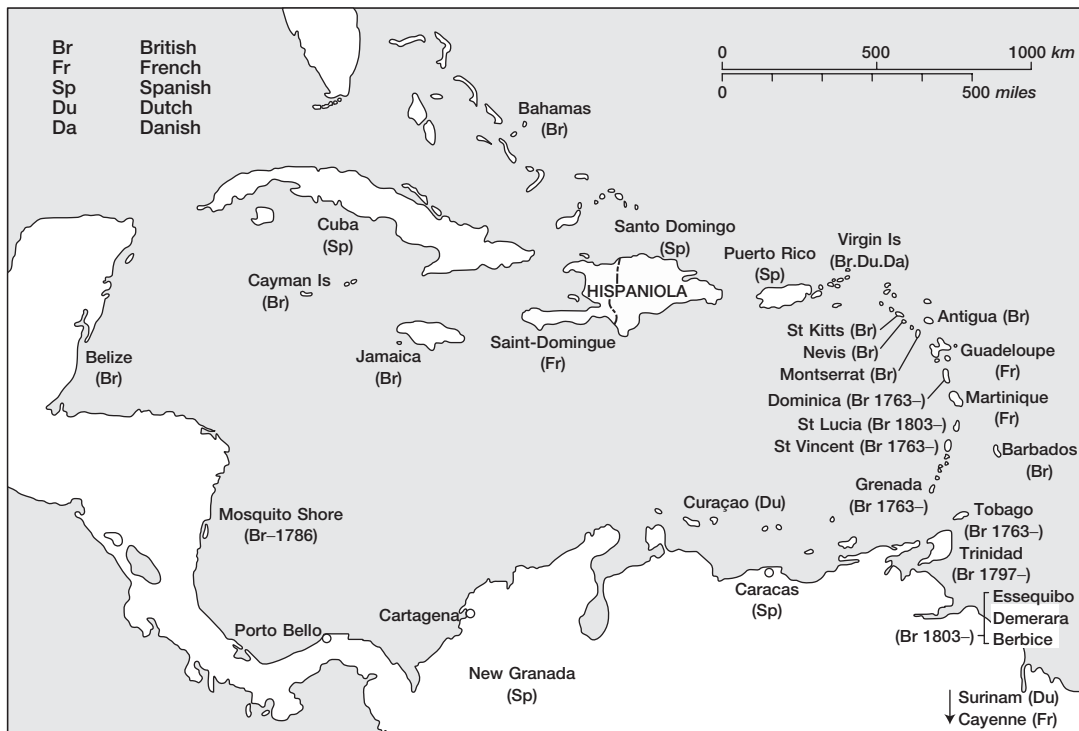 Br British
Fr French
Sp Spanish
Du Dutch
Da Danish
0 500 1000 km
0 500 miles
Bahamas
(Br)
Cuba
(Sp)
Cayman Is
(Br)
Jamaica
(Br)
Belize
(Br)
Santo Domingo
(Sp)
HISPANIOLA
Saint-Domingue
(Fr)
Puerto Rico
(Sp)
Virgin Is
(Br.Du.Da)
St Kitts (Br)
Nevis (Br)
Montserrat (Br)
Antigua (Br)
Guadeloupe
(Fr)
Dominica (Br 1763–)
Martinique
(Fr)
St Lucia (Br 1803–)
St Vincent (Br 1763–)
Barbados
(Br)
Grenada
(Br 1763–)
Tobago
(Br 1763–)
Trinidad
(Br 1797–)
Curaçao (Du)
Mosquito Shore
(Br–1786)
Porto Bello
Cartagena
Caracas
(Sp)
New Granada
(Sp)
Essequibo
Demerara
(Br 1803–) Berbice
Surinam (Du)
Cayenne (Fr)